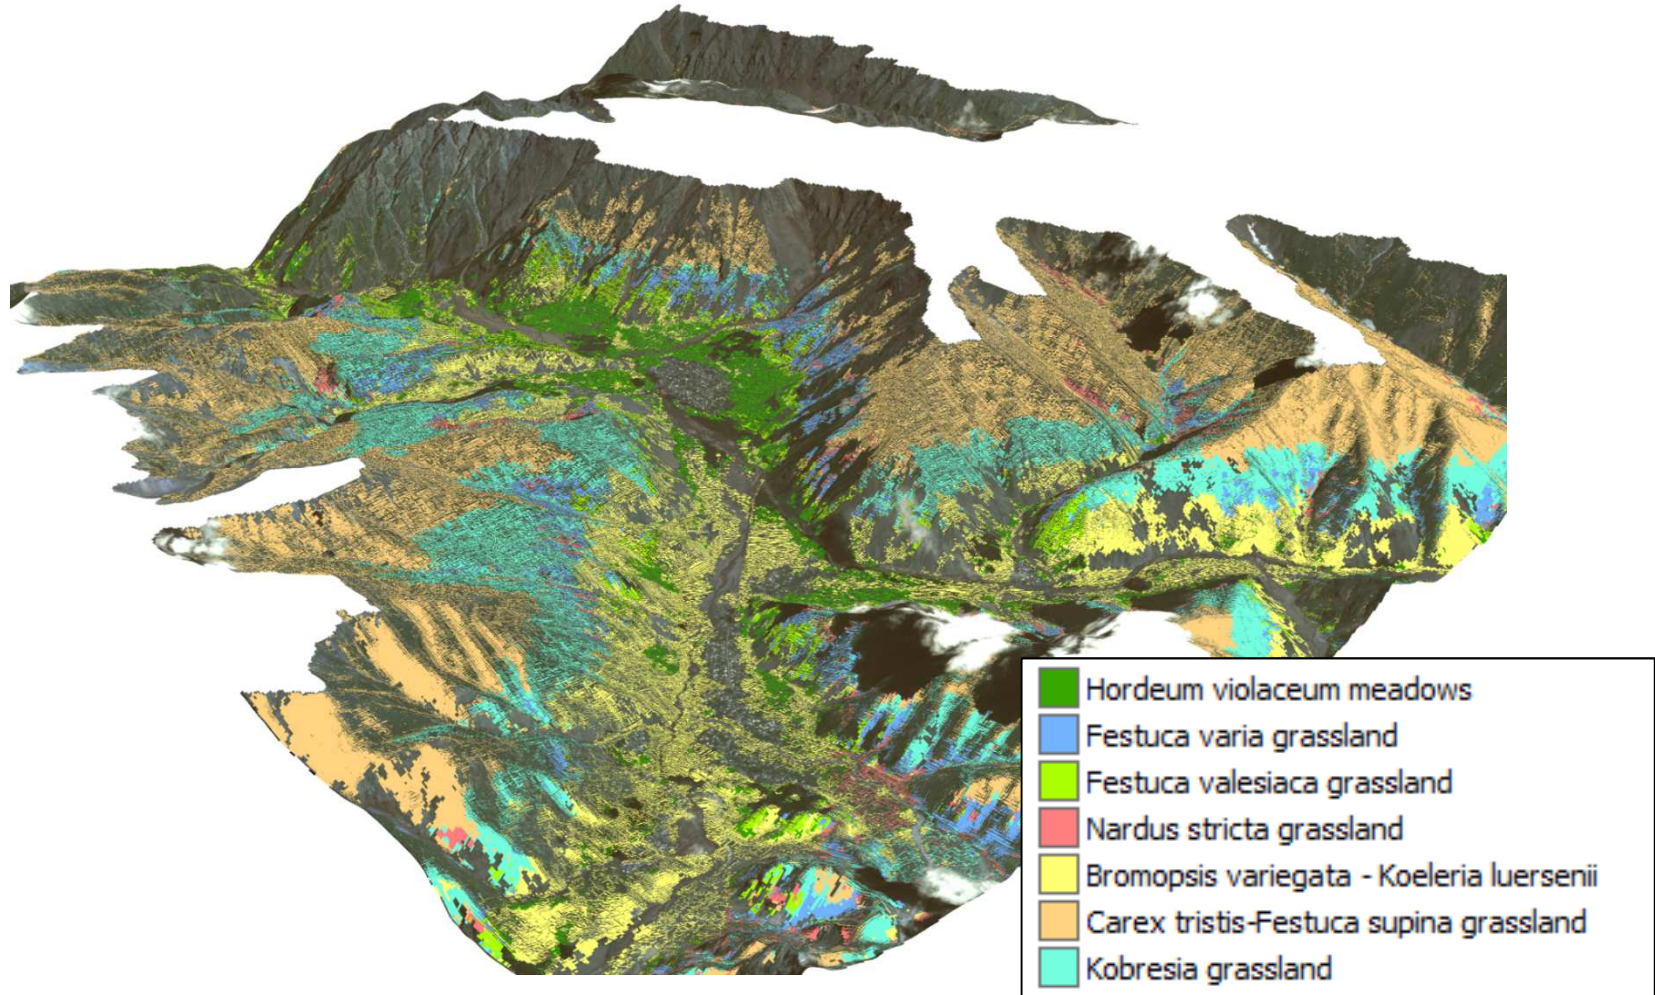 Hordeum violaceum meadows
Festuca varia grassland
Festuca valesiaca grassland
Nardus stricta grassland
Bromopsis variegata - Koeleria luersenii
Carex tristis-Festuca supina grassland
Kobresia grassland